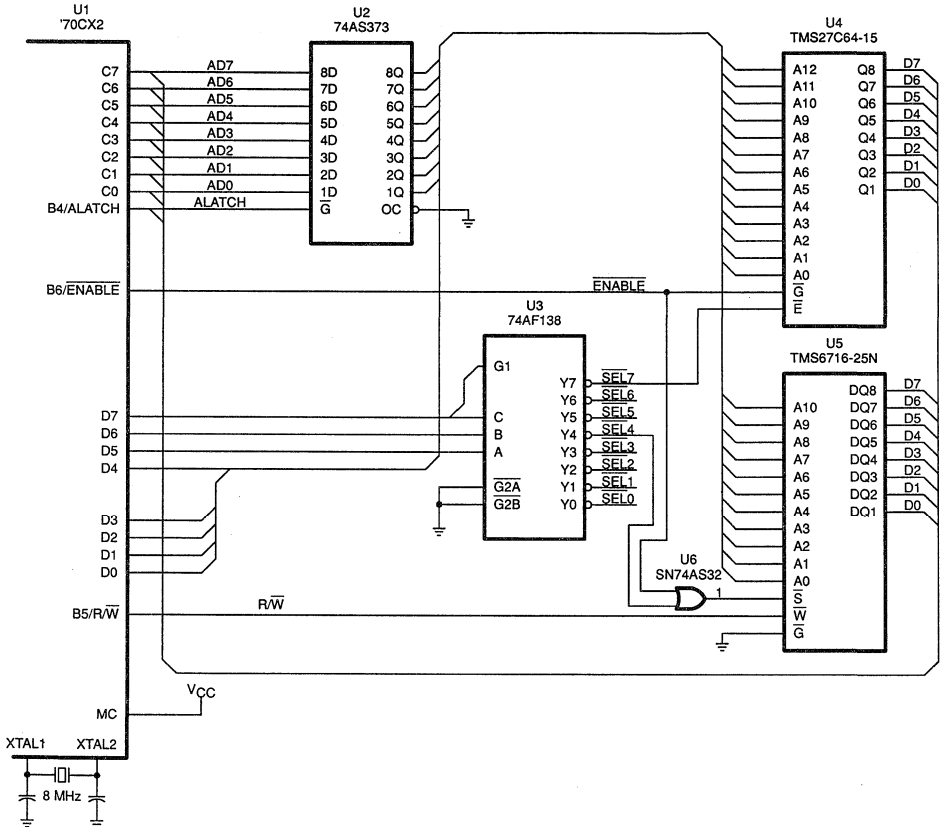 U1
'70CX2
C7
C6
C5
C4
C3
C2
C1
C0
B4/ALATCH
B6/ENABLE
D7
D6
D5
D4
D3
D2
D1
D0
B5/R/W
MC
XTAL1 XTAL2
8 MHz
VCC
AD7
AD6
AD5
AD4
AD3
AD2
AD1
AD0
ALATCH
U2
74AS373
8D 8Q
7D 7Q
6D 6Q
5D 5Q
4D 4Q
3D 3Q
2D 2Q
1D 1Q
G OC
ENABLE
R/W
U3
74AF138
G1
C
B
A
G2A
G2B
Y7
Y6
Y5
Y4
Y3
Y2
Y1
Y0
SEL7
SEL6
SEL5
SEL4
SEL3
SEL2
SEL1
SEL0
U6
SN74AS32
1
U4
TMS27C64-15
A12 Q8 D7
A11 Q7 D6
A10 Q6 D5
A9 Q5 D4
A8 Q4 D3
A7 Q3 D2
A6 Q2 D1
A5 Q1 D0
A4
A3
A2
A1
A0
G
E
U5
TMS6716-25N
DQ8 D7
A10 DQ7 D6
A9 DQ6 D5
A8 DQ5 D4
A7 DQ4 D3
A6 DQ3 D2
A5 DQ2 D1
A4 DQ1 D0
A3
A2
A1
A0
S
W
G